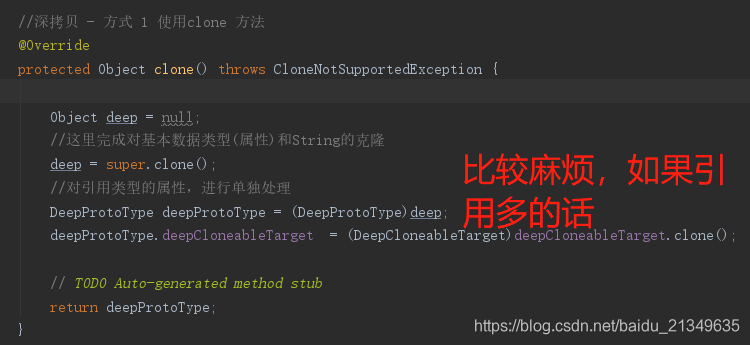 //深拷贝 - 方式 1 使用clone 方法
@Override
protected Object clone() throws CloneNotSupportedException {
Object deep = null;
//这里完成对基本数据类型(属性)和String的克隆
deep = super.clone();
//对引用类型的属性，进行单独处理
DeepProtoType deepProtoType = (DeepProtoType)deep;
deepProtoType.deepCloneableTarget  = (DeepCloneableTarget)deepCloneableTarget.clone();
// TODO Auto-generated method stub
return deepProtoType;
}
比较麻烦，如果引
用多的话
https://blog.csdn.net/baidu_21349635